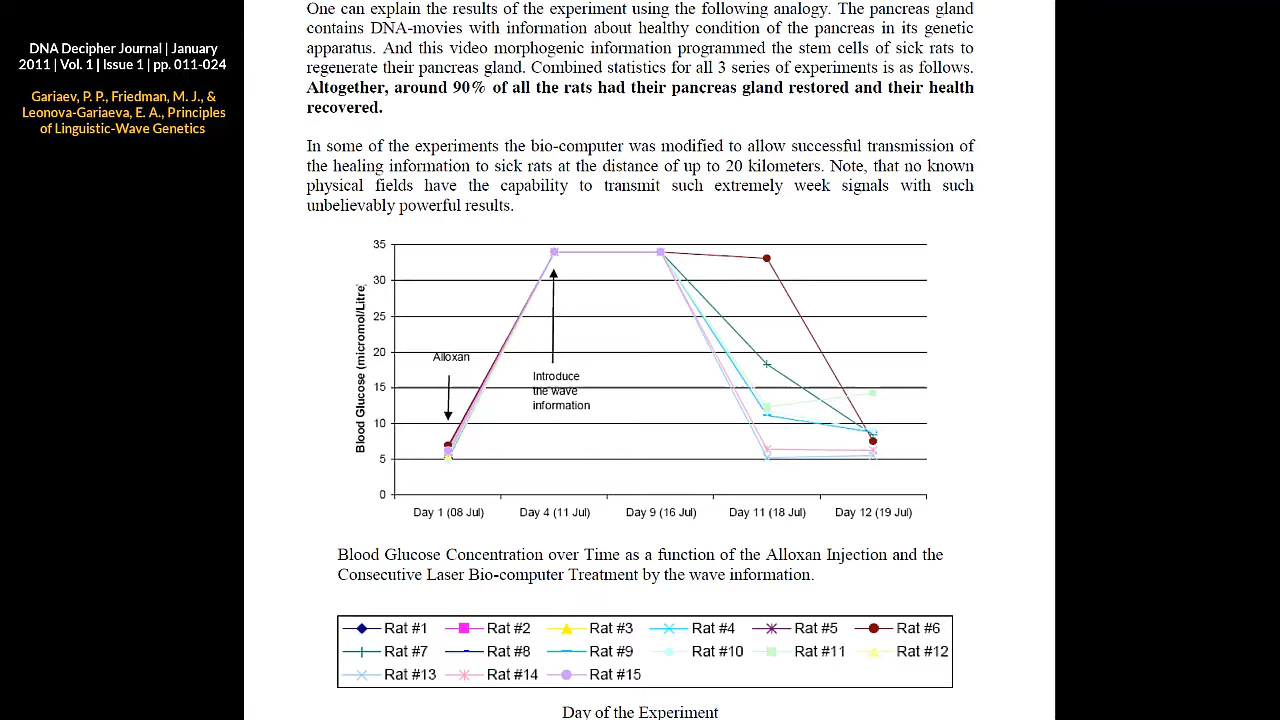 DNA Decipher Journal | January
2011 | Vol. 1 | Issue 1 | pp. 011-024
Gariaev, P. P., Friedman, M. J., &
Leonova-Gariaeva, E. A., Principles
of Linguistic-Wave Genetics
One can explain the results of the experiment using the following analogy. The pancreas gland
contains DNA-movies with information about healthy condition of the pancreas in its genetic
apparatus. And this video morphogenic information programmed the stem cells of sick rats to
regenerate their pancreas gland. Combined statistics for all 3 series of experiments is as follows.
Altogether, around 90% of all the rats had their pancreas gland restored and their health
recovered.
In some of the experiments the bio-computer was modified to allow successful transmission of
the healing information to sick rats at the distance of up to 20 kilometers. Note, that no known
physical fields have the capability to transmit such extremely week signals with such
unbelievably powerful results.
35
30
25
20
15
10
5
0
Blood Glucose (micromol/Litre)
Alloxan
Introduce
the wave
information
Day 1 (08 Jul) Day 4 (11 Jul) Day 9 (16 Jul) Day 11 (18 Jul) Day 12 (19 Jul)
Blood Glucose Concentration over Time as a function of the Alloxan Injection and the
Consecutive Laser Bio-computer Treatment by the wave information.
Rat #1 Rat #2 Rat #3 Rat #4 Rat #5 Rat #6
Rat #7 Rat #8 Rat #9 Rat #10 Rat #11 Rat #12
Rat #13 Rat #14 Rat #15
Day of the Experiment